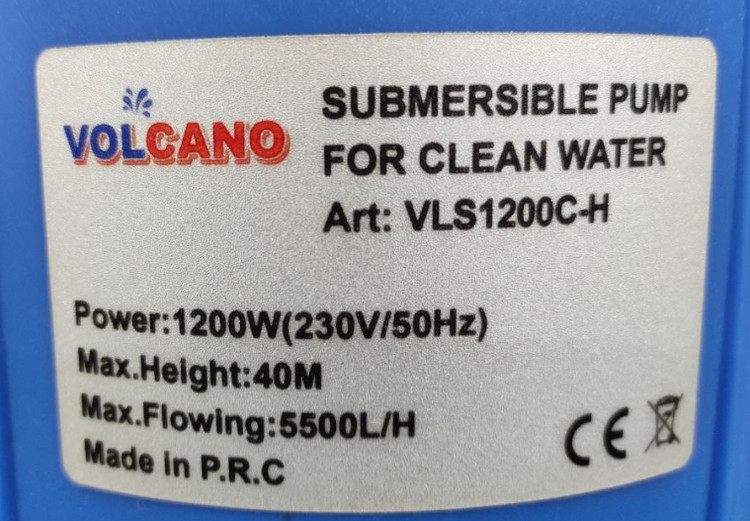 VOLCANO
SUBMERSIBLE PUMP
FOR CLEAN WATER
Art: VLS1200C-H
Power:1200W(230V/50Hz)
Max.Height:40M
Max.Flowing:5500L/H
Made in P.R.C
CE